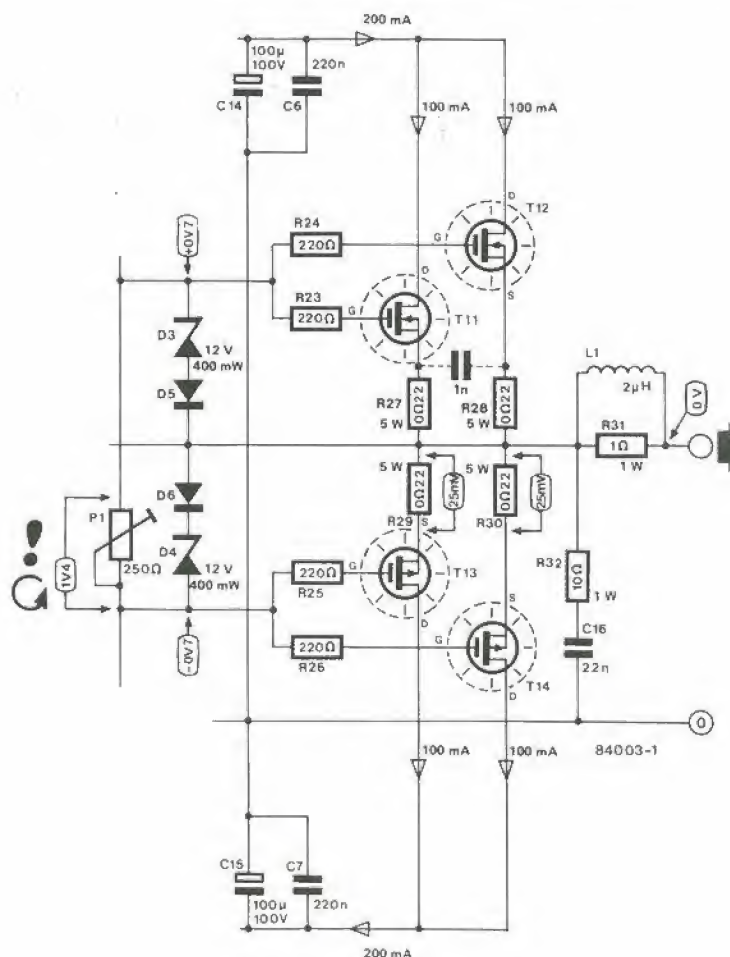 200 mA
100µ
100V
220n
C14
C6
100 mA
100 mA
D
T12
R24
220Ω
G
+0V7
S
R23
220Ω
G
D
T11
D3
12 V
400 mW
1n
L1
2µH
0V
D5
R27
0Ω22
5 W
R28
0Ω22
5 W
R31
1Ω
1 W
5 W
0Ω22
25mV
5 W
0Ω22
25mV
D6
P1
250Ω
1V4
!
D4
12 V
400 mW
R29
S
R30
R32
10Ω
1 W
220Ω
R25
G
T13
D
S
220Ω
R26
G
T14
D
C16
22n
-0V7
0
84003-1
100 mA
100 mA
C15
C7
100µ
100V
220n
200 mA